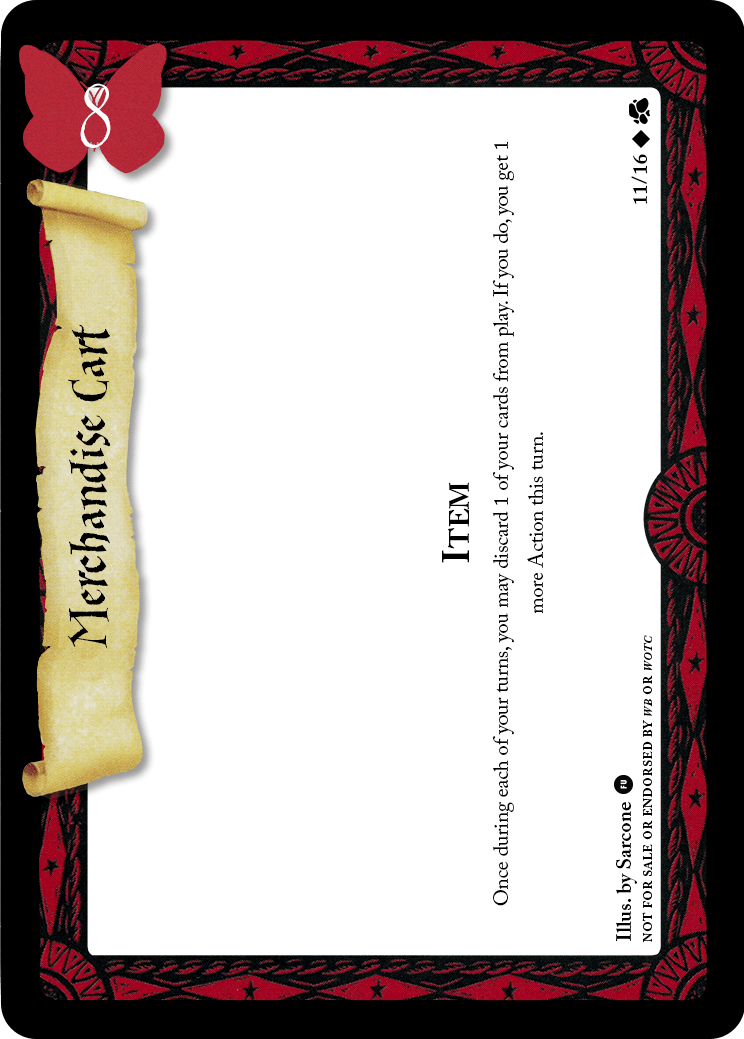 Merchandise Cart
8
ITEM
Once during each of your turns, you may discard 1 of your cards from play. If you do, you get 1
more Action this turn.
Illus. by Sarcone FU
11/16
NOT FOR SALE OR ENDORSED BY WB OR WOTC